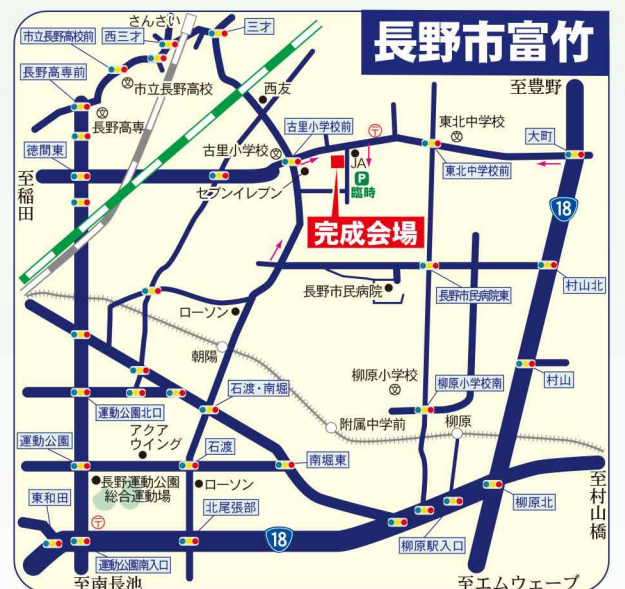 長野市富竹
さんさい
市立長野高校前
西三才
三才
長野高専前
市立長野高校
西友
至豊野
長野高専
古里小学校前
東北中学校
大町
徳間東
古里小学校
JA
東北中学校前
至稲田
セブンイレブン
P
臨時
18
完成会場
長野市民病院
長野市民病院東
村山北
ローソン
朝陽
柳原小学校
柳原小学校南
村山
石渡・南堀
運動公園北口
附属中学前
柳原
アクア
ウイング
運動公園
石渡
南堀東
長野運動公園
総合運動場
ローソン
至村山橋
東和田
北尾張部
柳原北
18
柳原駅入口
運動公園南入口
至南長池
至エムウェーブ